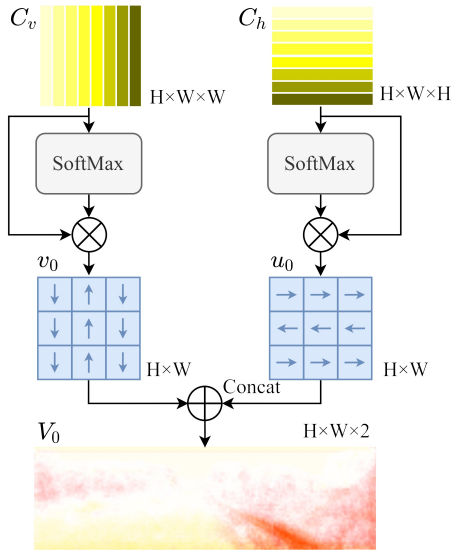 C_v
C_h
H×W×W
H×W×H
SoftMax
SoftMax
v_0
u_0
H×W
H×W
Concat
V_0
H×W×2